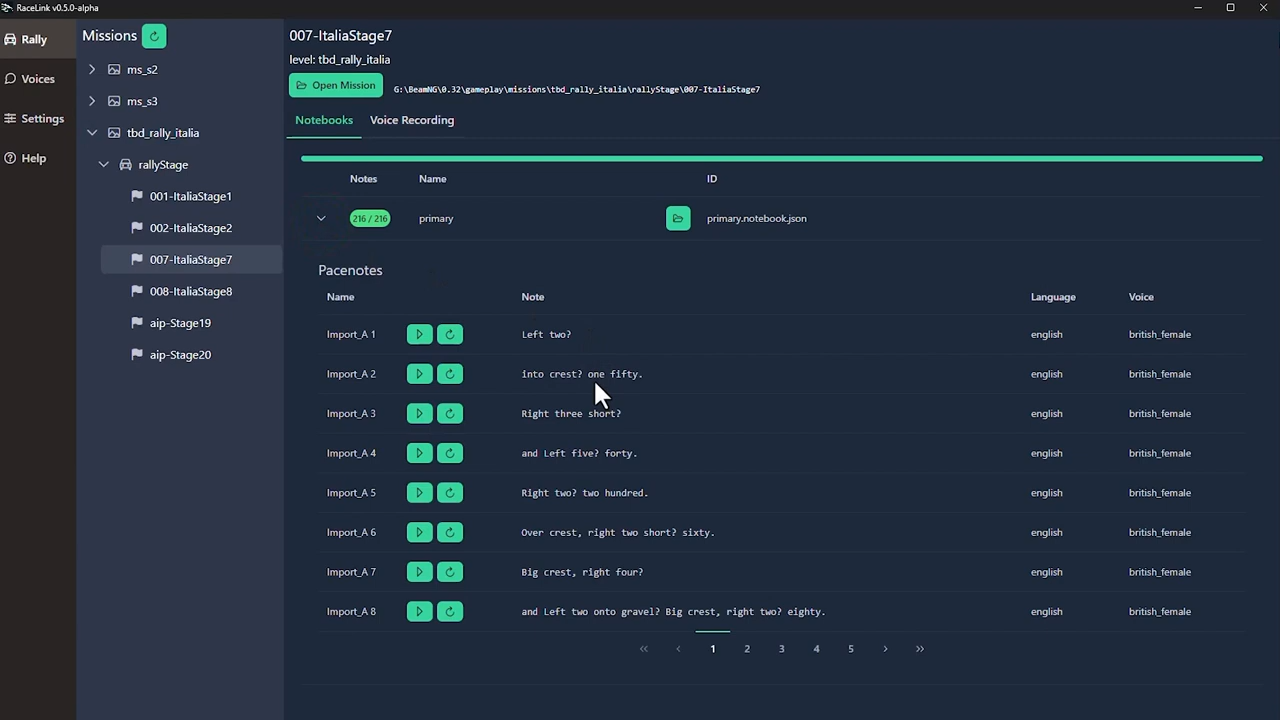 RaceLink v0.5.0-alpha
Rally
Voices
Settings
Help
Missions
ms_s2
ms_s3
tbd_rally_italia
rallyStage
001-ItaliaStage1
002-ItaliaStage2
007-ItaliaStage7
008-ItaliaStage8
aip-Stage19
aip-Stage20
007-ItaliaStage7
level: tbd_rally_italia
Open Mission G:\BeamNG\0.32\gameplay\missions\tbd_rally_italia\rallyStage\007-ItaliaStage7
Notebooks Voice Recording
Notes Name ID
216 / 216 primary primary.notebook.json
Pacenotes
Name Note Language Voice
Import_A 1 Left two? english british_female
Import_A 2 into crest? one fifty. english british_female
Import_A 3 Right three short? english british_female
Import_A 4 and Left five? forty. english british_female
Import_A 5 Right two? two hundred. english british_female
Import_A 6 Over crest, right two short? sixty. english british_female
Import_A 7 Big crest, right four? english british_female
Import_A 8 and Left two onto gravel? Big crest, right two? eighty. english british_female
« ‹ 1 2 3 4 5 › »